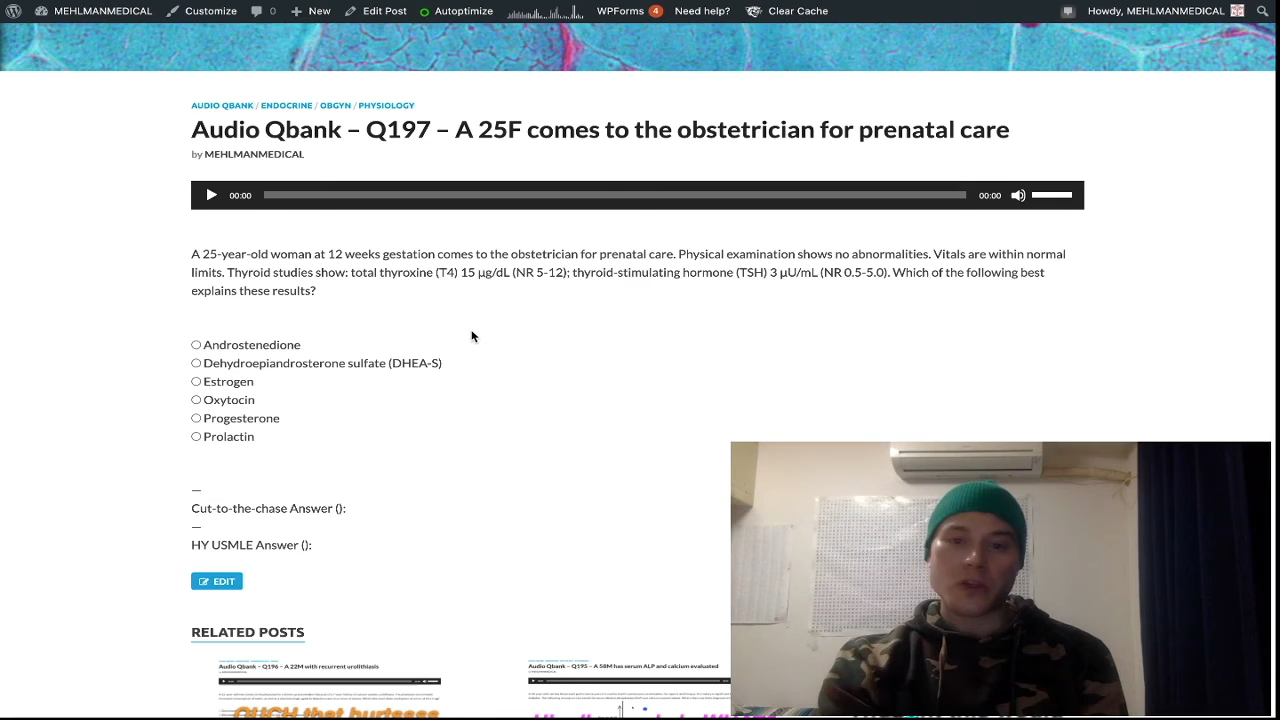 MEHLMANMEDICAL Customizing 0 New Edit Post Autoptimize WPForms 4 Need help? Clear Cache Howdy, MEHLMANMEDICAL
AUDIO QBANK / ENDOCRINE / OBGYN / PHYSIOLOGY
Audio Qbank – Q197 – A 25F comes to the obstetrician for prenatal care
by MEHLMANMEDICAL
00:00 00:00
A 25-year-old woman at 12 weeks gestation comes to the obstetrician for prenatal care. Physical examination shows no abnormalities. Vitals are within normal
limits. Thyroid studies show: total thyroxine (T4) 15 µg/dL (NR 5-12); thyroid-stimulating hormone (TSH) 3 µU/mL (NR 0.5-5.0). Which of the following best
explains these results?
Androstenedione
Dehydroepiandrosterone sulfate (DHEA-S)
Estrogen
Oxytocin
Progesterone
Prolactin
—
Cut-to-the-chase Answer ():
—
HY USMLE Answer ():
EDIT
RELATED POSTS
Audio Qbank – Q196 – A 22M with recurrent urolithiasis
Audio Qbank – Q195 – A 58M has serum ALP and calcium evaluated
OUCH that burtssss